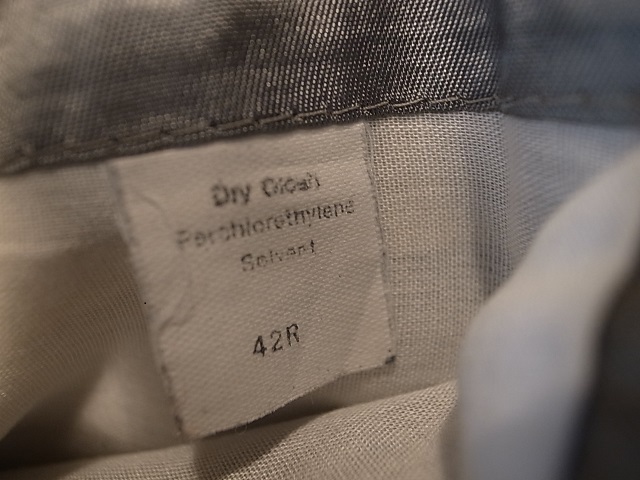 Dry Clean
Perchlorethylene
Solvent
42R